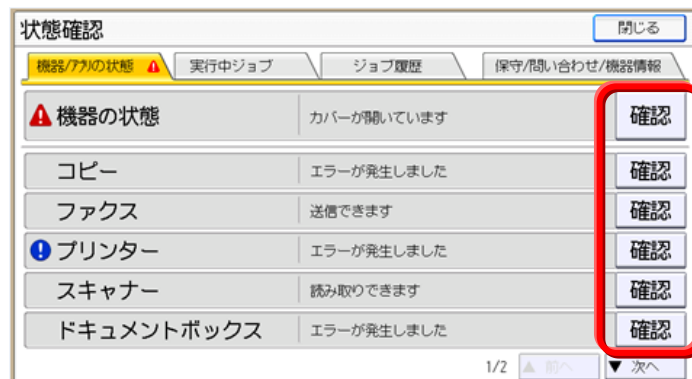 状態確認 閉じる
機器/アプリの状態 実行中ジョブ ジョブ履歴 保守/問い合わせ/機器情報
機器の状態 カバーが開いています 確認
コピー エラーが発生しました 確認
ファクス 送信できます 確認
プリンター エラーが発生しました 確認
スキャナー 読み取りできます 確認
ドキュメントボックス エラーが発生しました 確認
1/2 ▲ 前へ ▼ 次へ